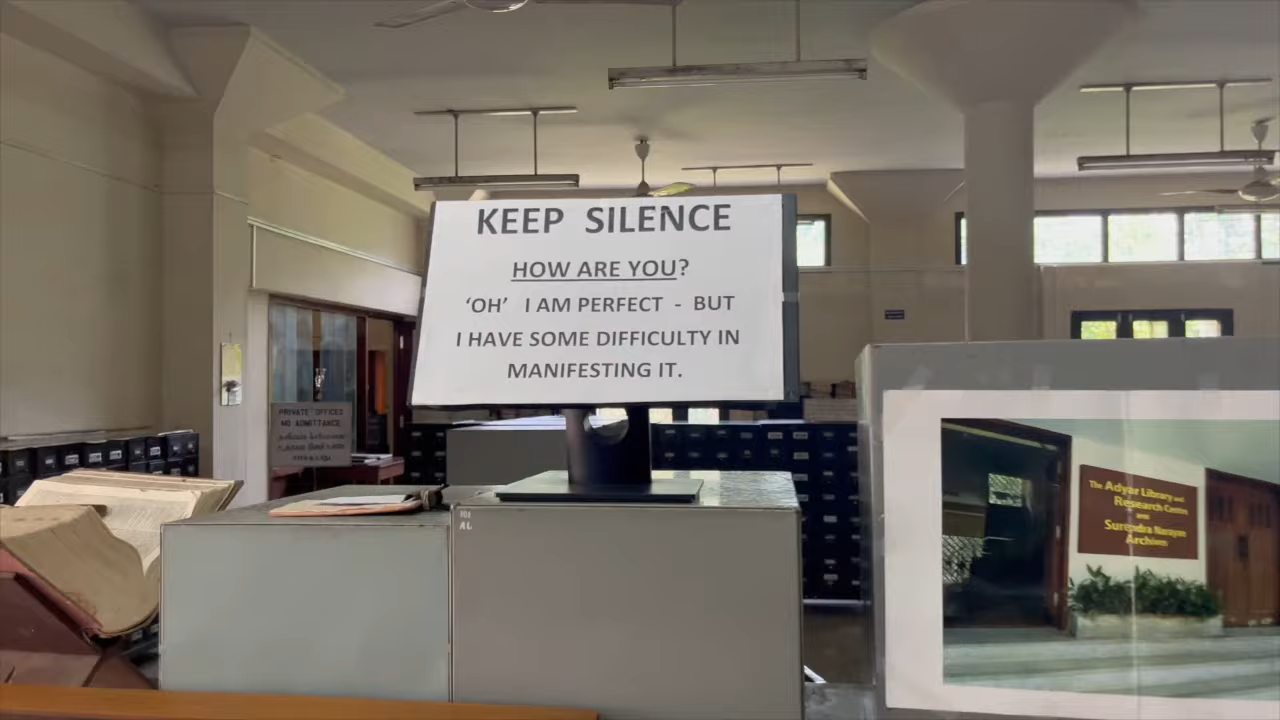 KEEP SILENCE
HOW ARE YOU?
‘OH’ I AM PERFECT - BUT
I HAVE SOME DIFFICULTY IN
MANIFESTING IT.
PRIVATE OFFICES
NO ADMITTANCE
The Adyar Library and
Research Centre
and
Surendra Narayan
Archives